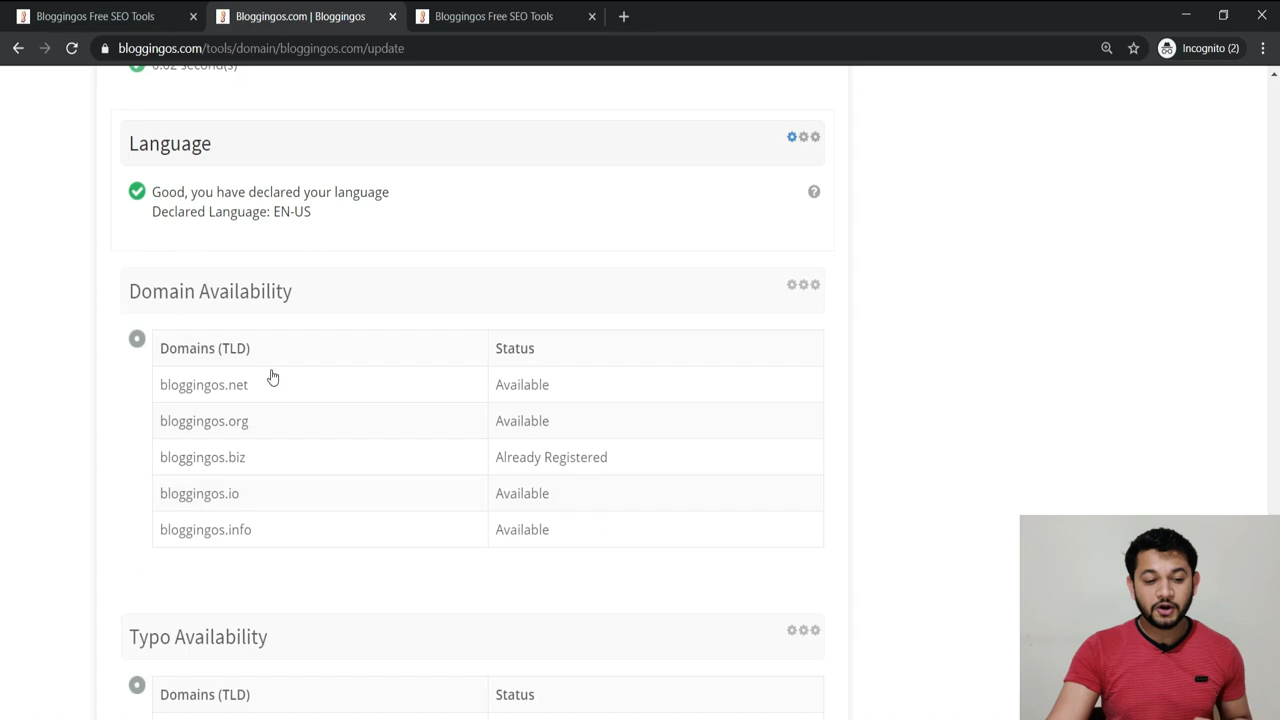 Bloggingos Free SEO Tools
Bloggingos.com | Bloggingos
Bloggingos Free SEO Tools
bloggingos.com/tools/domain/bloggingos.com/update
Incognito (2)
0.02 second(s)
Language
Good, you have declared your language
Declared Language: EN-US
Domain Availability
Domains (TLD) Status
bloggingos.net Available
bloggingos.org Available
bloggingos.biz Already Registered
bloggingos.io Available
bloggingos.info Available
Typo Availability
Domains (TLD) Status